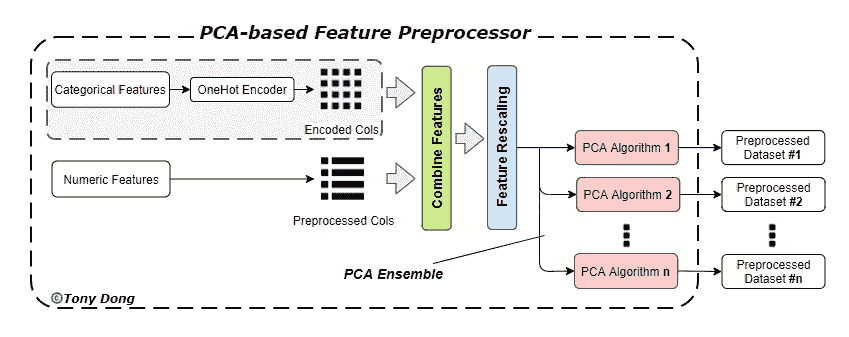 PCA-based Feature Preprocessor
Categorical Features
OneHot Encoder
Encoded Cols
Numeric Features
Preprocessed Cols
Combine Features
Feature Rescaling
PCA Algorithm 1
PCA Algorithm 2
PCA Algorithm n
PCA Ensemble
Preprocessed
Dataset #1
Preprocessed
Dataset #2
Preprocessed
Dataset #n
©Tony Dong